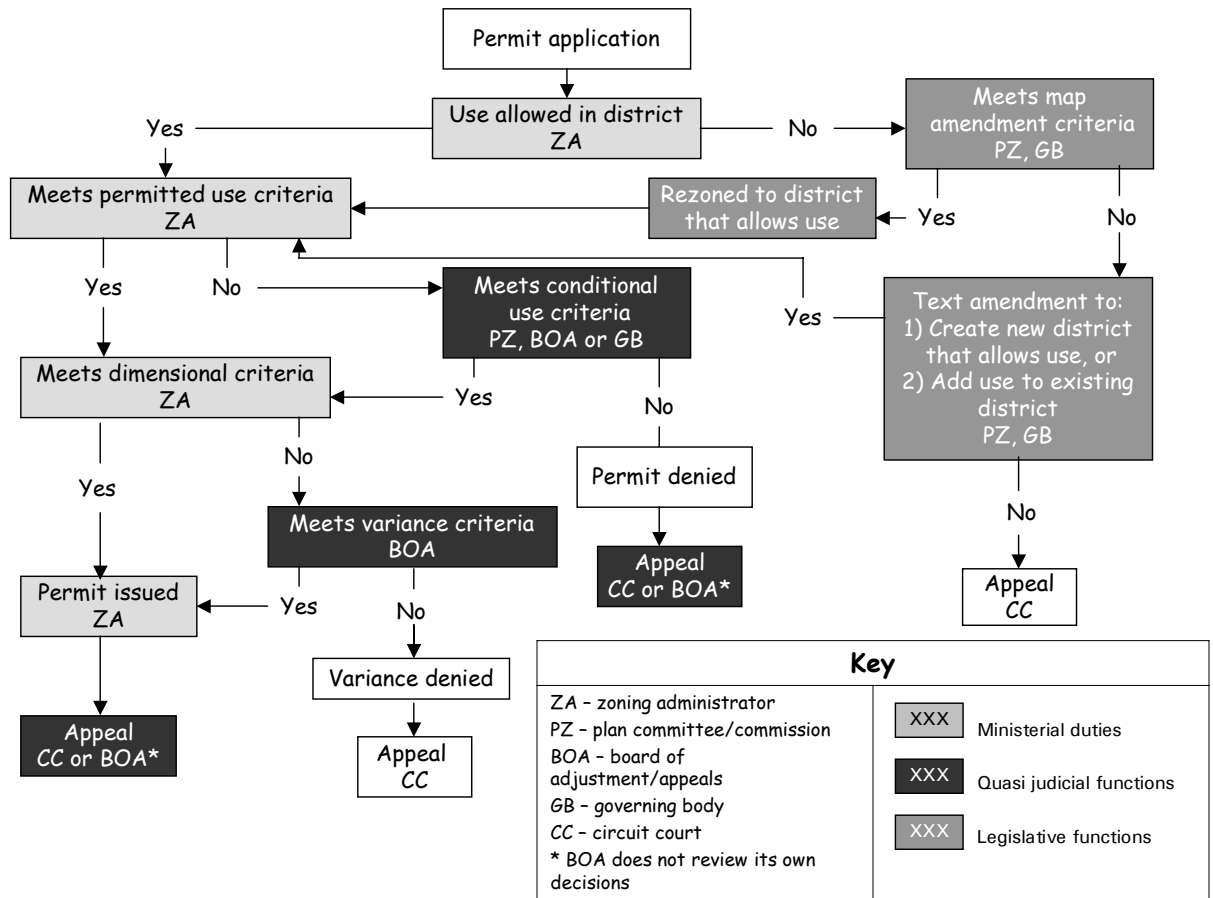 Permit application
Use allowed in district
ZA
Yes
No
Meets map
amendment criteria
PZ, GB
Meets permitted use criteria
ZA
Rezoned to district
that allows use
Yes
No
Yes
No
Meets conditional
use criteria
PZ, BOA or GB
Yes
Text amendment to:
1) Create new district
that allows use, or
2) Add use to existing
district
PZ, GB
Meets dimensional criteria
ZA
Yes
No
No
Permit denied
Yes
Meets variance criteria
BOA
No
Appeal
CC or BOA*
Appeal
CC
Permit issued
ZA
Yes
No
Variance denied
Appeal
CC or BOA*
Appeal
CC
Key
ZA – zoning administrator
PZ – plan committee/commission
BOA – board of
adjustment/appeals
GB – governing body
CC – circuit court
* BOA does not review its own
decisions
XXX Ministerial duties
XXX Quasi judicial functions
XXX Legislative functions